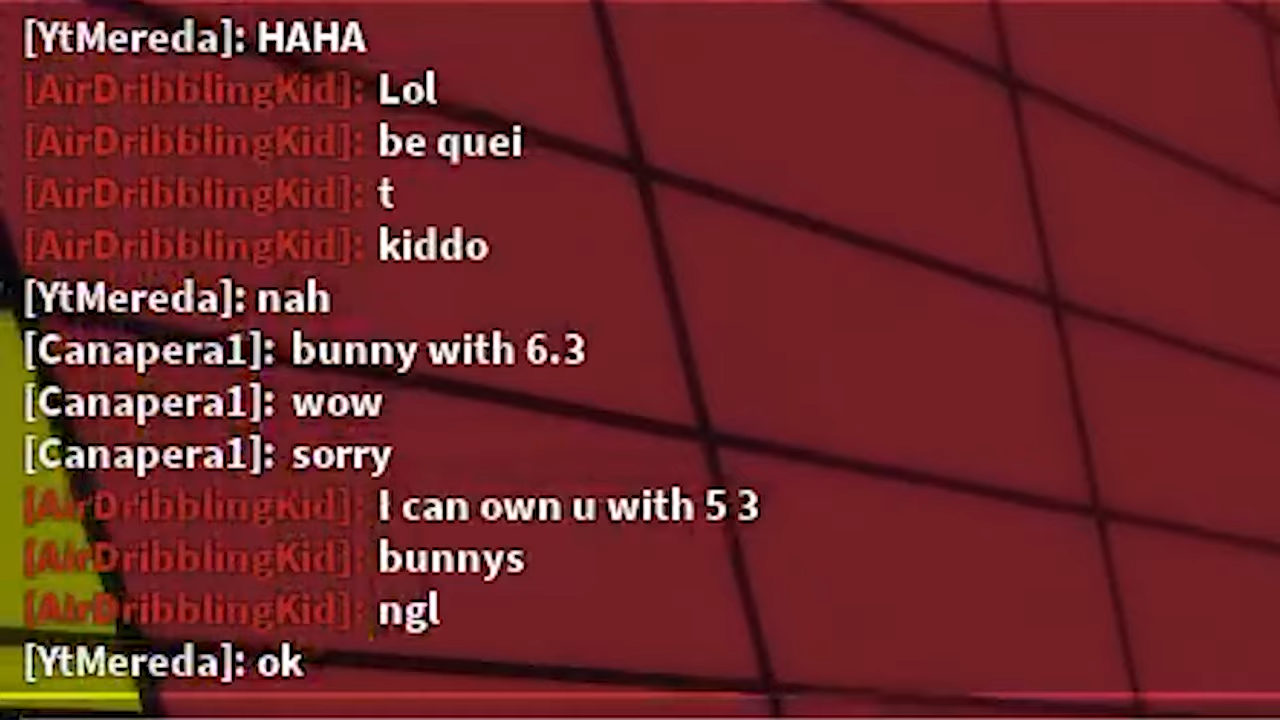 [YtMereda]: HAHA
[AirDribblingKid]: Lol
[AirDribblingKid]: be quei
[AirDribblingKid]: t
[AirDribblingKid]: kiddo
[YtMereda]: nah
[Canapera1]: bunny with 6.3
[Canapera1]: wow
[Canapera1]: sorry
[AirDribblingKid]: I can own u with 5 3
[AirDribblingKid]: bunnys
[AirDribblingKid]: ngl
[YtMereda]: ok